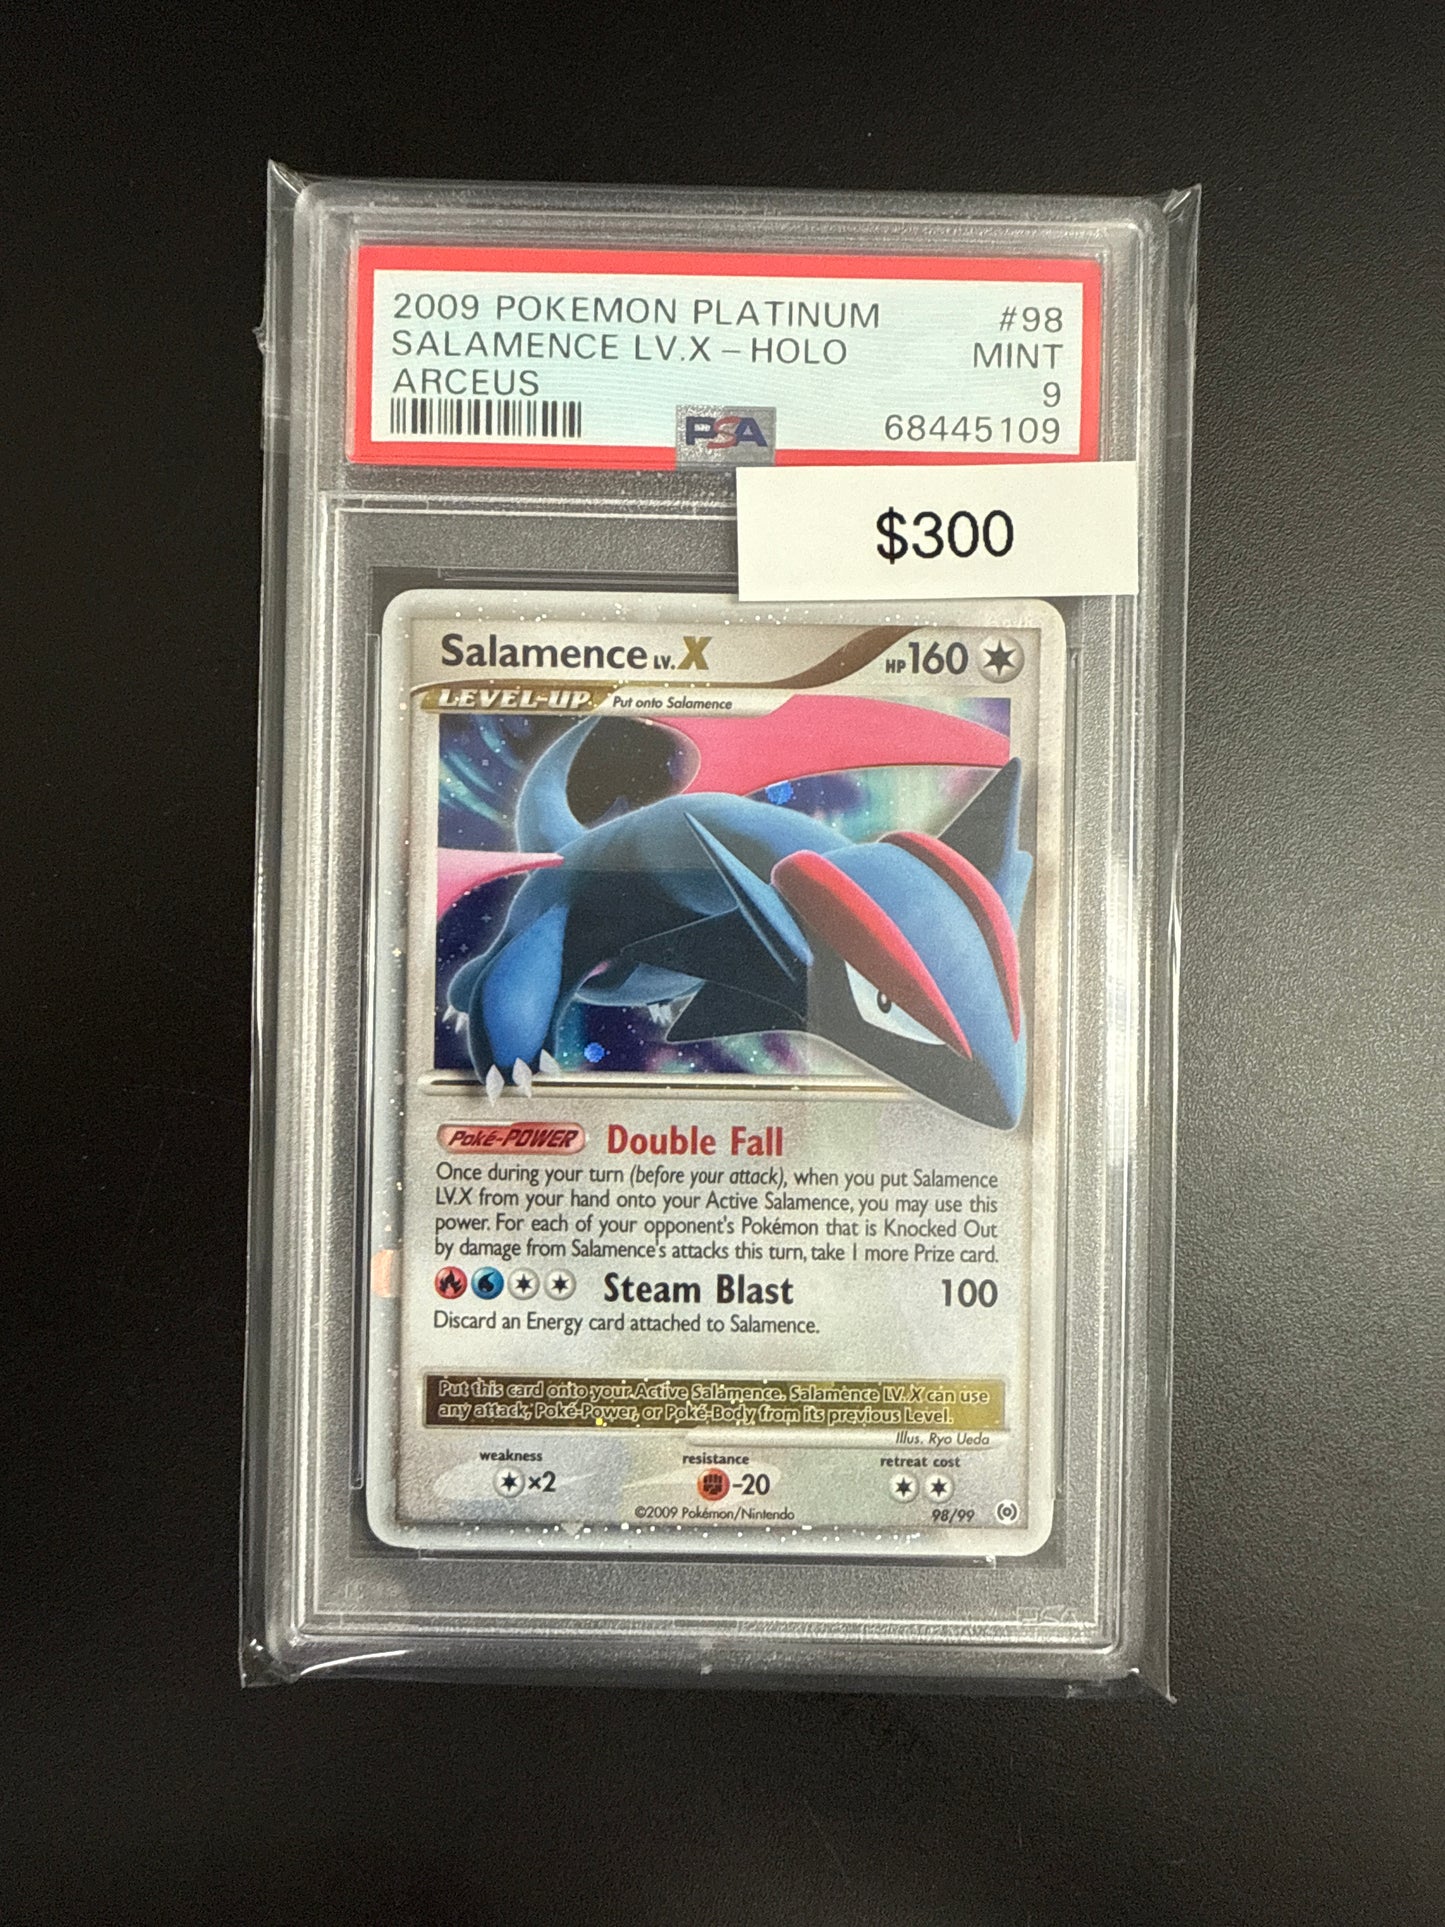 2009 POKEMON PLATINUM #98
SALAMENCE LV.X – HOLO MINT
ARCEUS 9
PSA 68445109
$300
Salamence LV.X HP 160
LEVEL-UP Put onto Salamence
Poké-POWER Double Fall
Once during your turn (before your attack), when you put Salamence
LV.X from your hand onto your Active Salamence, you may use this
power. For each of your opponent's Pokémon that is Knocked Out
by damage from Salamence's attacks this turn, take 1 more Prize card.
Steam Blast 100
Discard an Energy card attached to Salamence.
Put this card onto your Active Salamence. Salamence LV.X can use
any attack, Poké-Power, or Poké-Body from its previous Level.
Illus. Ryo Ueda
weakness resistance retreat cost
×2 -20
©2009 Pokémon/Nintendo 98/99
PSA